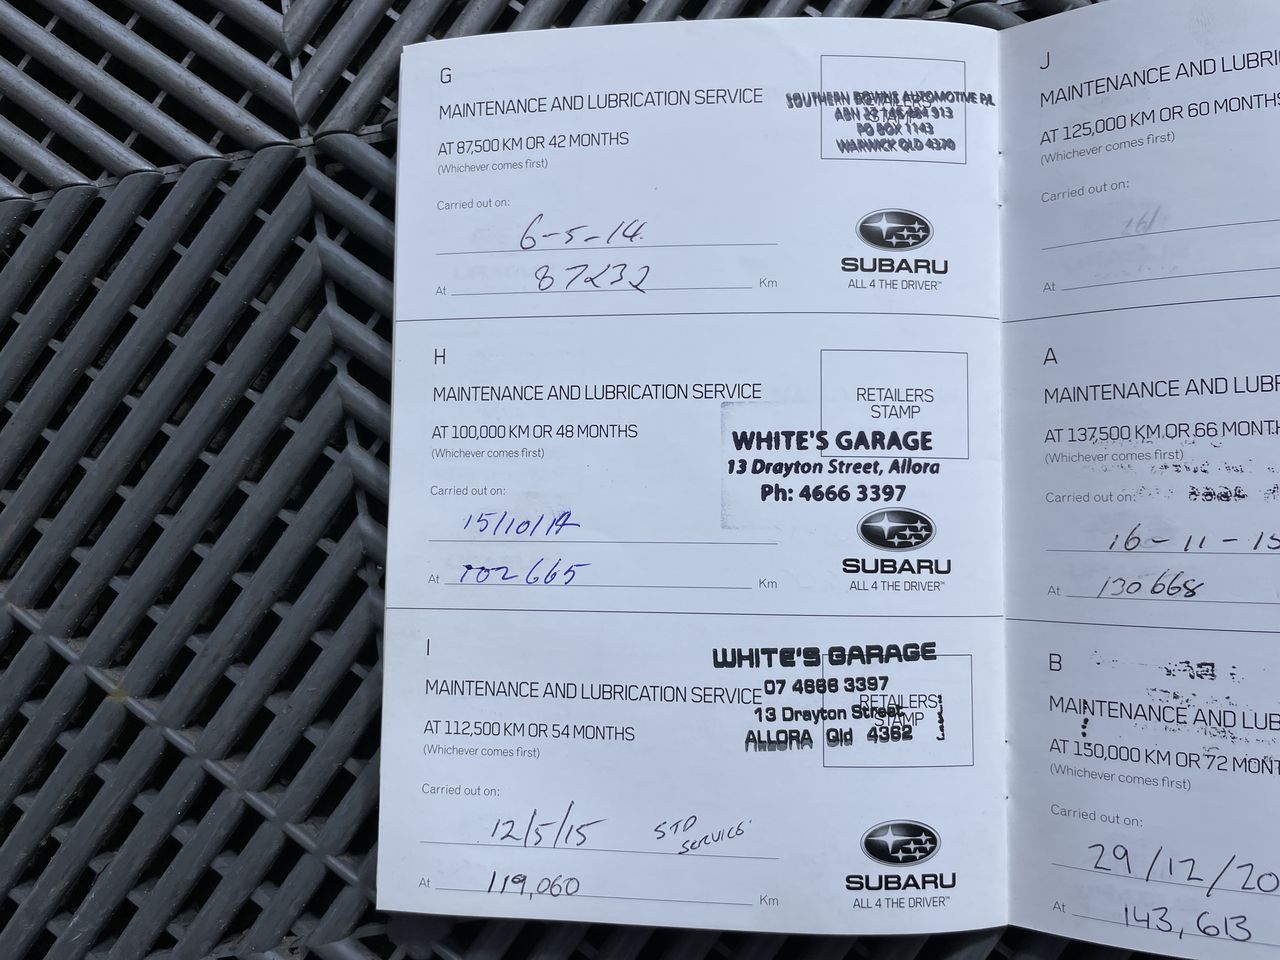 G
MAINTENANCE AND LUBRICATION SERVICE
AT 87,500 KM OR 42 MONTHS
(Whichever comes first)
Carried out on:
6-5-14
At 87232 Km
SOUTHERN DOWNS AUTOMOTIVE P/L
PO BOX 1143
WARWICK QLD 4370
SUBARU
ALL 4 THE DRIVER™
H
MAINTENANCE AND LUBRICATION SERVICE
AT 100,000 KM OR 48 MONTHS
(Whichever comes first)
Carried out on:
15/10/14
At 102665 Km
RETAILERS
STAMP
WHITE'S GARAGE
13 Drayton Street, Allora
Ph: 4666 3397
SUBARU
ALL 4 THE DRIVER™
I
MAINTENANCE AND LUBRICATION SERVICE
AT 112,500 KM OR 54 MONTHS
(Whichever comes first)
Carried out on:
12/5/15 STD SERVICE
At 119,060 Km
WHITE'S GARAGE
07 4666 3397
RETAILERS
STAMP
13 Drayton Street
ALLORA Qld 4362
SUBARU
ALL 4 THE DRIVER™
J
MAINTENANCE AND LUBRI
AT 125,000 KM OR 60 MONTHS
(Whichever comes first)
Carried out on:
At
A
MAINTENANCE AND LUBR
AT 137,500 KM OR 66 MONTH
(Whichever comes first)
Carried out on:
16-11-15
At 130668
B
MAINTENANCE AND LUB
AT 150,000 KM OR 72 MONT
(Whichever comes first)
Carried out on:
29/12/20
At 143,613